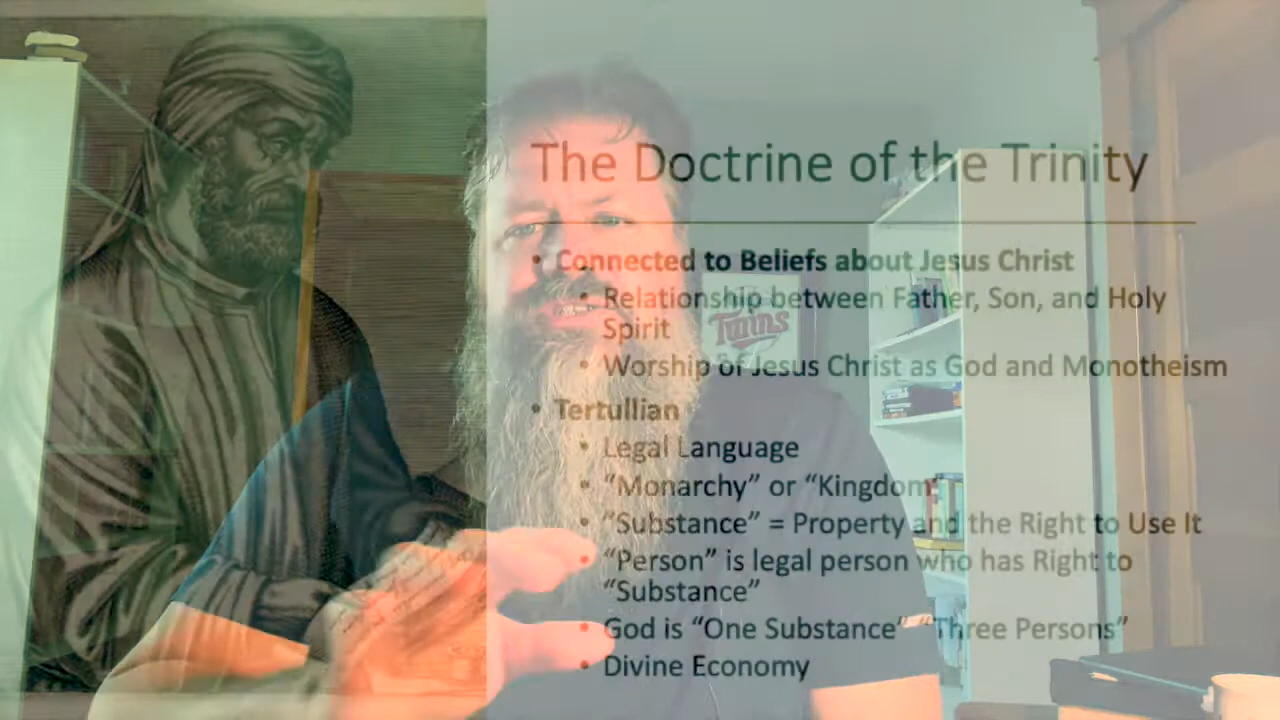 The Doctrine of the Trinity
• Connected to Beliefs about Jesus Christ
• Relationship between Father, Son, and Holy
Spirit
Twins
• Worship of Jesus Christ as God and Monotheism
• Tertullian
• Legal Language
• “Monarchy” or “Kingdom”
• “Substance” = Property and the Right to Use It
• “Person” is legal person who has Right to
“Substance”
• God is “One Substance” “Three Persons”
• Divine Economy